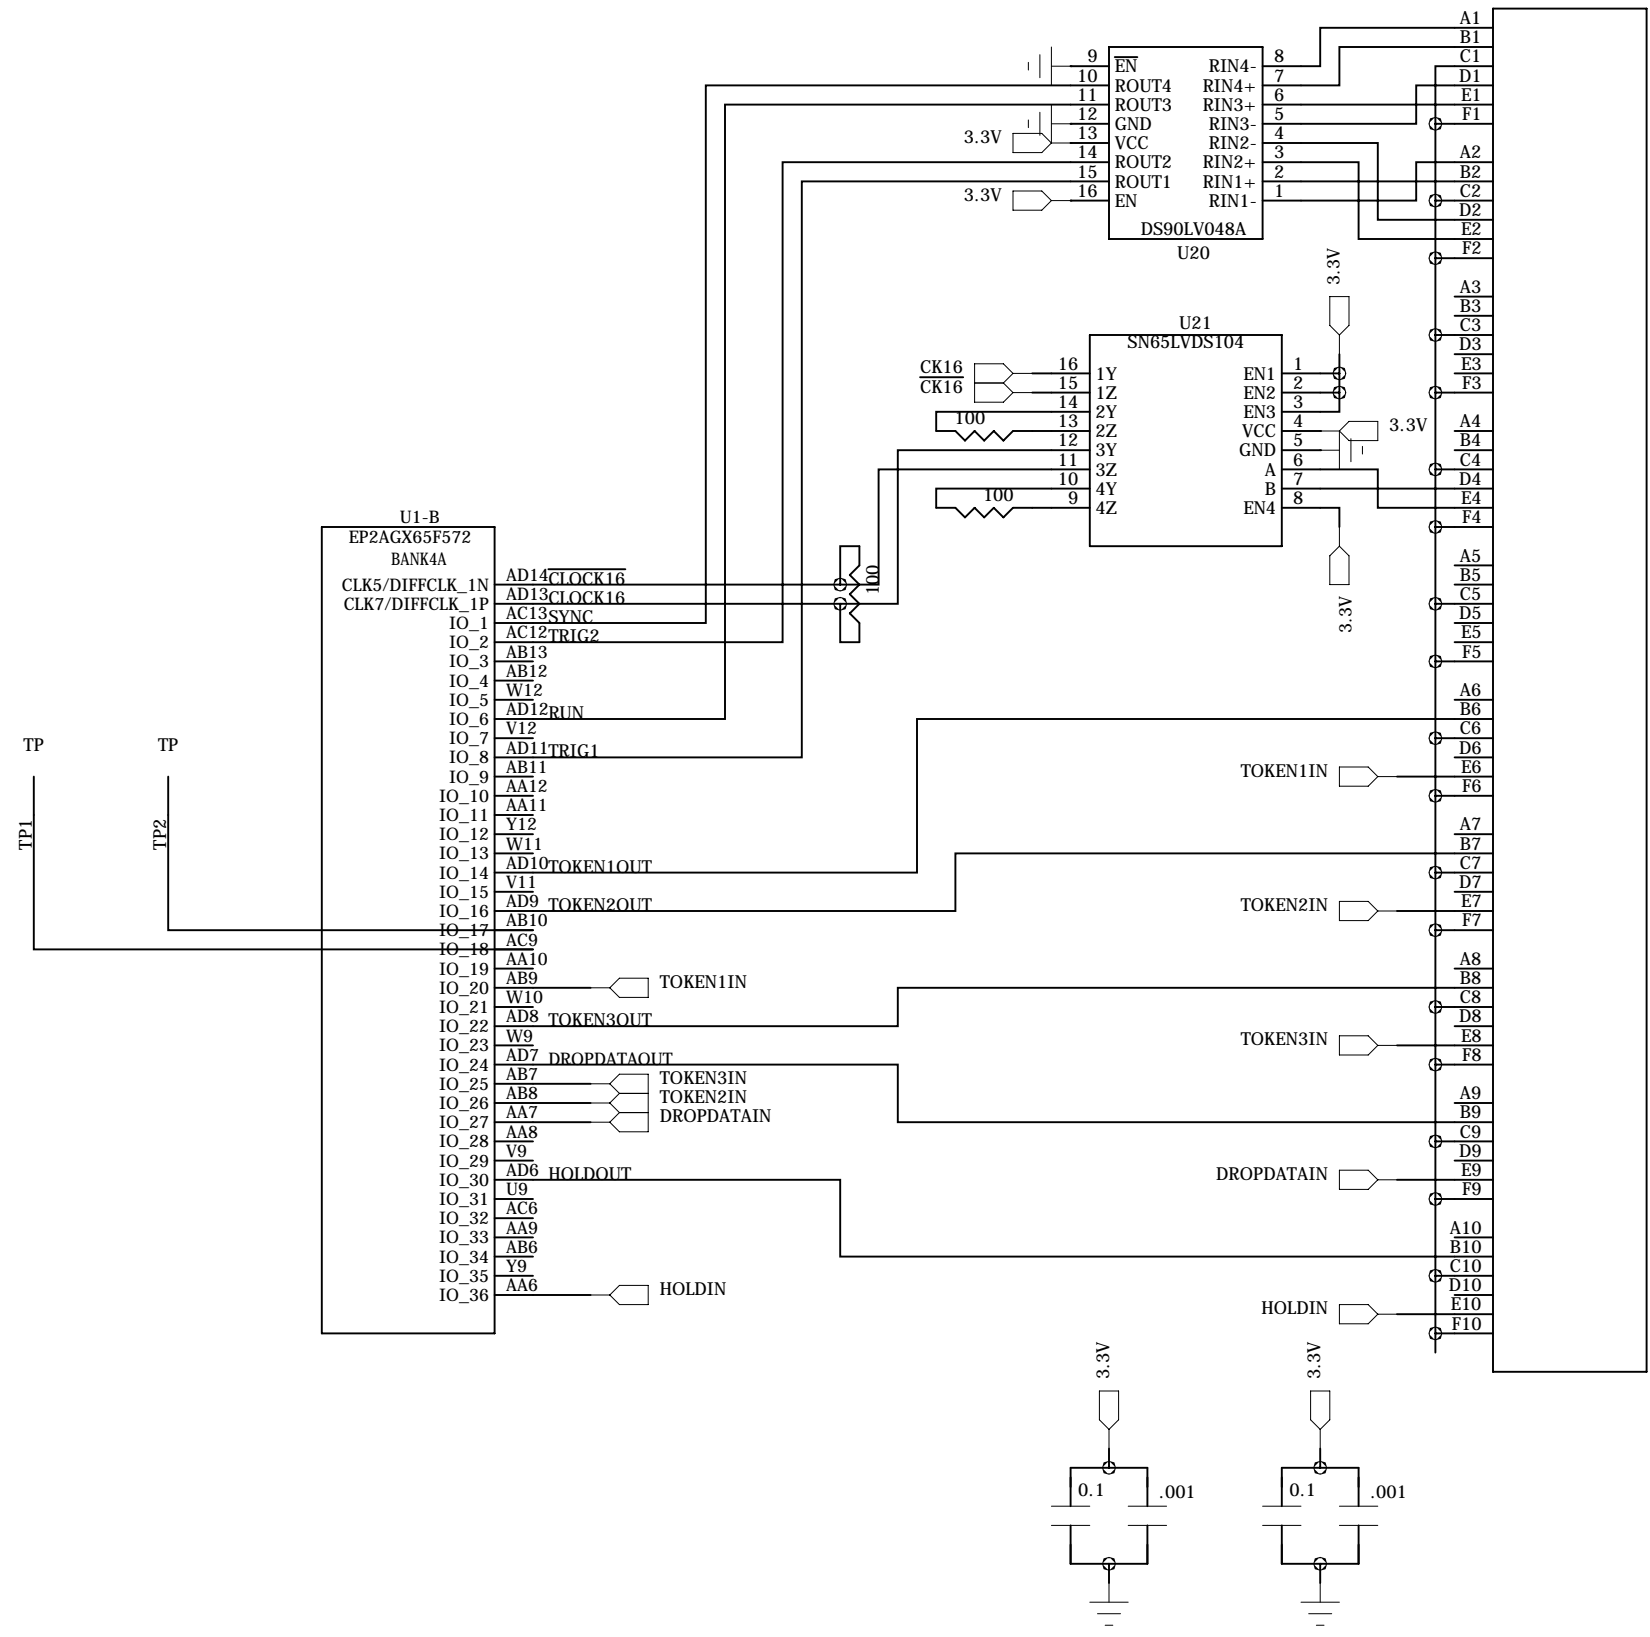 9
10
11
12
13
14
15
16
EN
ROUT4
ROUT3
GND
VCC
ROUT2
ROUT1
EN
RIN4-
RIN4+
RIN3+
RIN3-
RIN2-
RIN2+
RIN1+
RIN1-
8
7
6
5
4
3
2
1
3.3V
3.3V
DS90LV048A
U20
3.3V
U21
SN65LVDS104
CK16
CK16
16
15
14
13
12
11
10
9
1Y
1Z
2Y
2Z
3Y
3Z
4Y
4Z
EN1
EN2
EN3
VCC
GND
A
B
EN4
1
2
3
4
5
6
7
8
100
100
3.3V
3.3V
100
U1-B
EP2AGX65F572
BANK4A
CLK5/DIFFCLK_1N AD14 CLOCK16
CLK7/DIFFCLK_1P AD13 CLOCK16
IO_1 AC13 SYNC
IO_2 AC12 TRIG2
IO_3 AB13
IO_4 AB12
IO_5 W12
IO_6 AD12 RUN
IO_7 V12
IO_8 AD11 TRIG1
IO_9 AB11
IO_10 AA12
IO_11 AA11
IO_12 Y12
IO_13 W11
IO_14 AD10 TOKEN1OUT
IO_15 V11
IO_16 AD9 TOKEN2OUT
IO_17 AB10
IO_18 AC9
IO_19 AA10
IO_20 AB9 TOKEN1IN
IO_21 W10
IO_22 AD8 TOKEN3OUT
IO_23 W9
IO_24 AD7 DROPDATAOUT
IO_25 AB7 TOKEN3IN
IO_26 AB8 TOKEN2IN
IO_27 AA7 DROPDATAIN
IO_28 AA8
IO_29 V9
IO_30 AD6 HOLDOUT
IO_31 U9
IO_32 AC6
IO_33 AA9
IO_34 AB6
IO_35 Y9
IO_36 AA6 HOLDIN
TP
TP
TP1
TP2
A1
B1
C1
D1
E1
F1
A2
B2
C2
D2
E2
F2
A3
B3
C3
D3
E3
F3
A4
B4
C4
D4
E4
F4
A5
B5
C5
D5
E5
F5
A6
B6
C6
D6
TOKEN1IN E6
F6
A7
B7
C7
D7
TOKEN2IN E7
F7
A8
B8
C8
D8
TOKEN3IN E8
F8
A9
B9
C9
D9
DROPDATAIN E9
F9
A10
B10
C10
D10
HOLDIN E10
F10
3.3V
3.3V
0.1 .001
0.1 .001